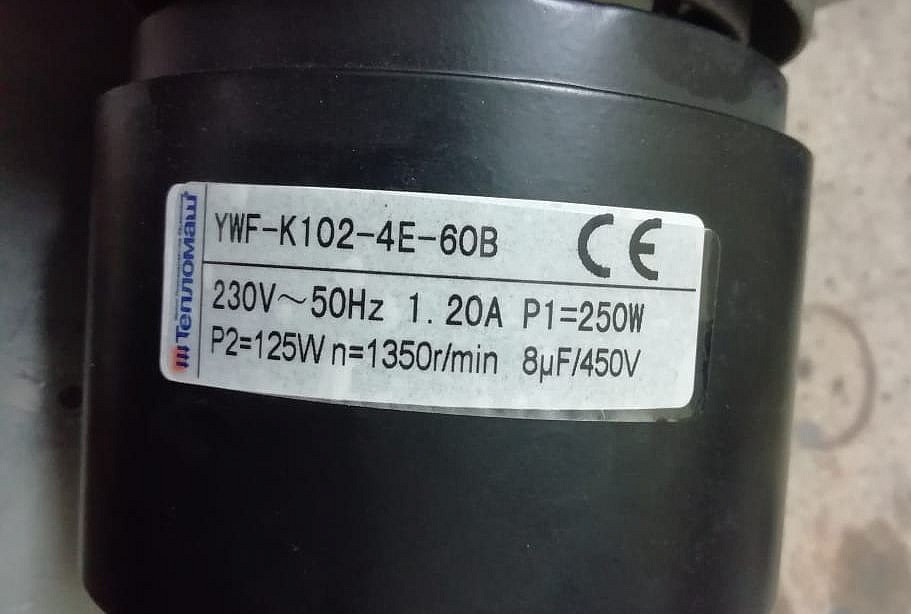 Тепломаш
YWF-K102-4E-60B
CE
230V～50Hz 1.20A P1=250W
P2=125W n=1350r/min 8μF/450V